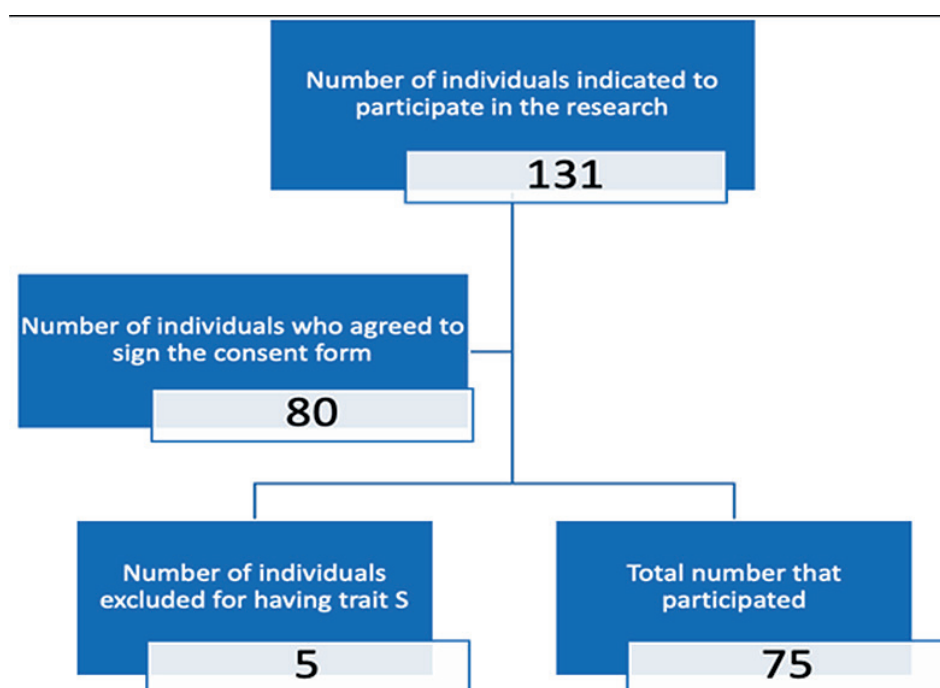 Number of individuals indicated to
participate in the research
131
Number of individuals who agreed to
sign the consent form
80
Number of individuals
excluded for having trait S
5
Total number that
participated
75